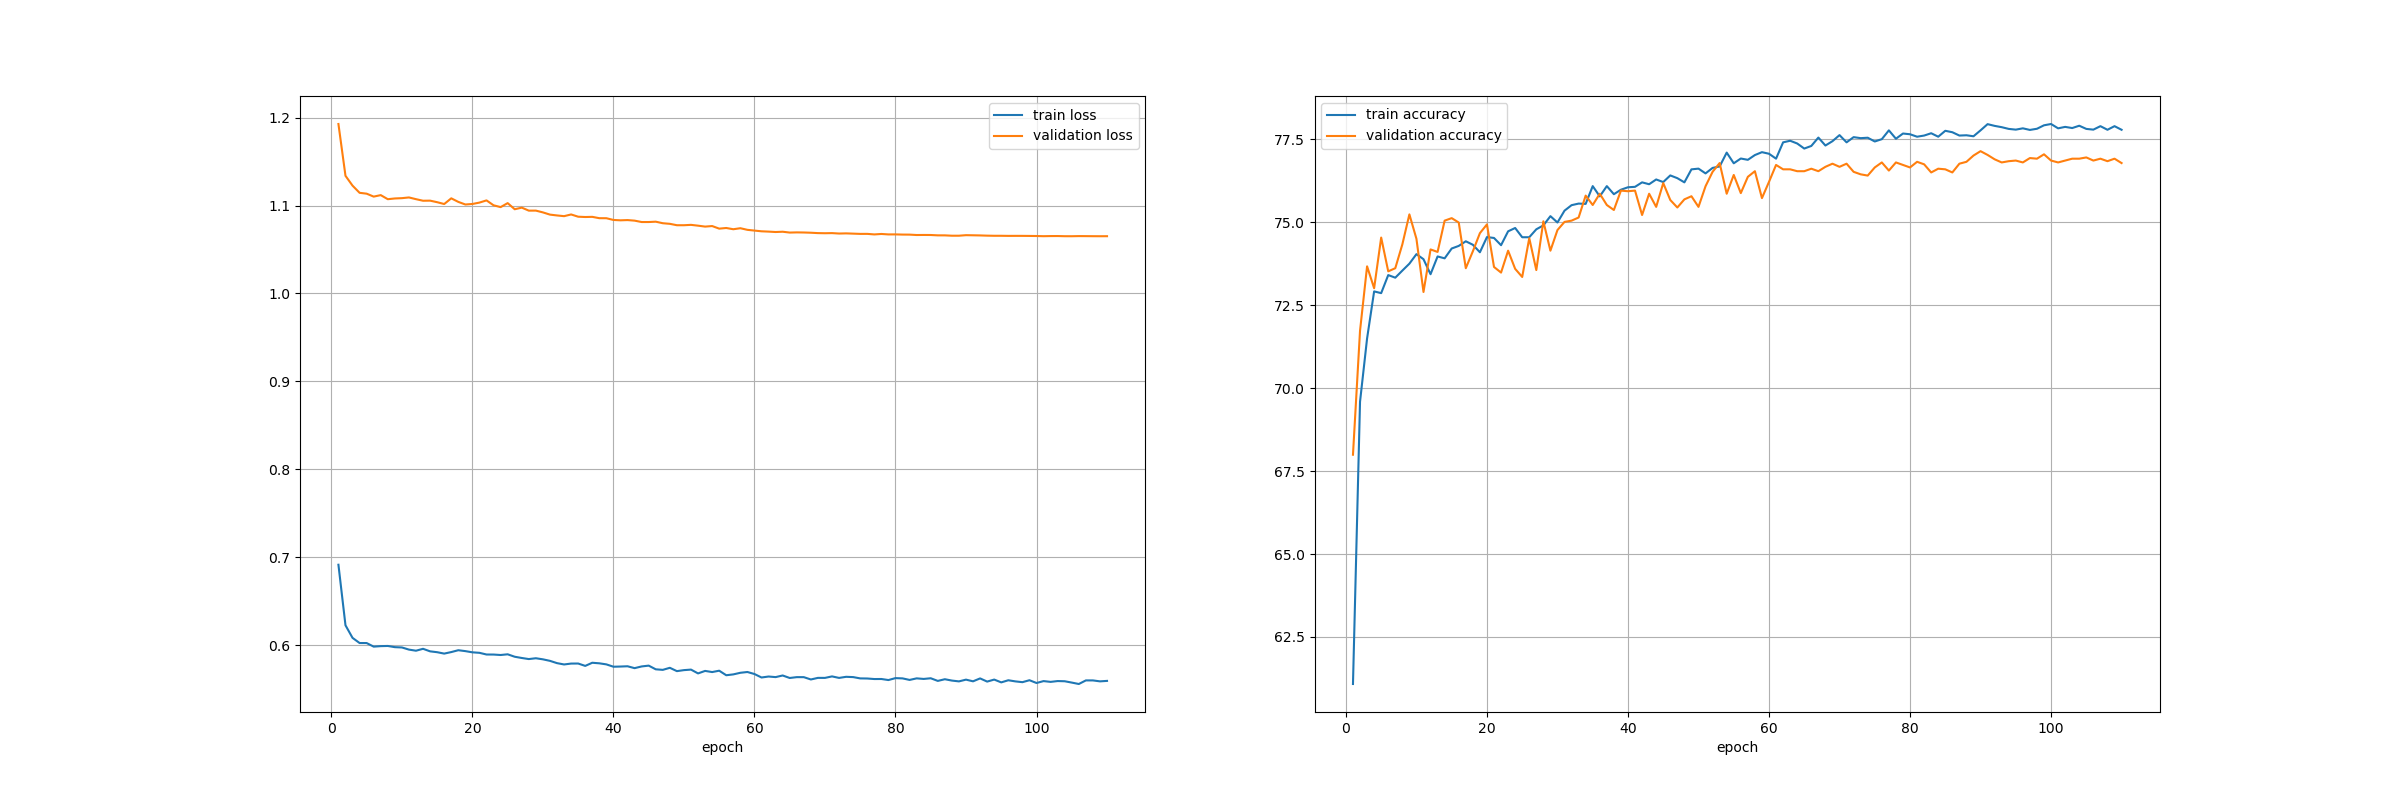 train loss
validation loss
1.2
1.1
1.0
0.9
0.8
0.7
0.6
0 20 40 60 80 100
epoch
train accuracy
validation accuracy
77.5
75.0
72.5
70.0
67.5
65.0
62.5
0 20 40 60 80 100
epoch